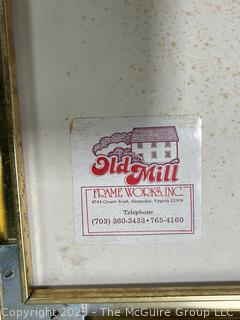 Old
Mill
FRAME WORKS, INC.
8744 Cooper Road, Alexandria, Virginia 22309
Telephone
(703) 360-3433 • 765-4160
Copyright © 2025 - The McGuire Group LLC